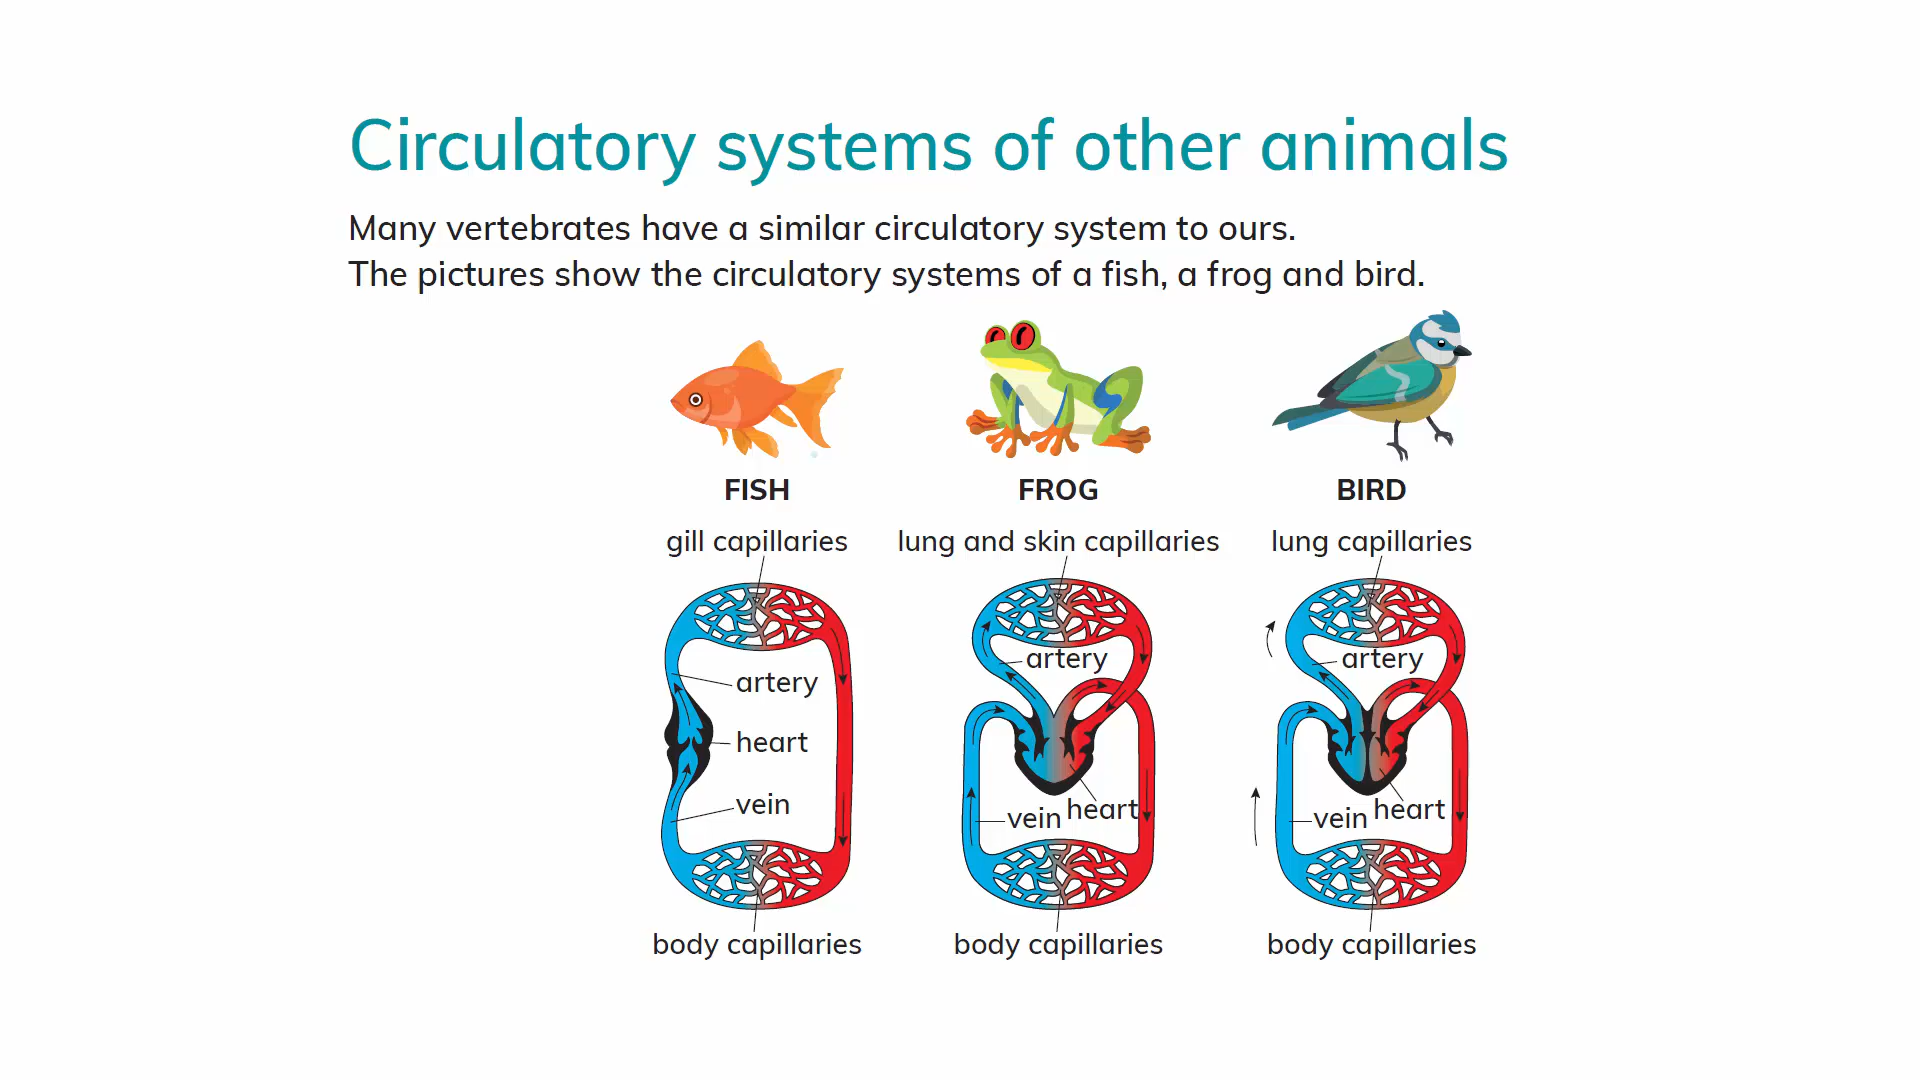 Circulatory systems of other animals
Many vertebrates have a similar circulatory system to ours.
The pictures show the circulatory systems of a fish, a frog and bird.
FISH
gill capillaries
artery
heart
vein
body capillaries
FROG
lung and skin capillaries
artery
vein
heart
body capillaries
BIRD
lung capillaries
artery
vein
heart
body capillaries